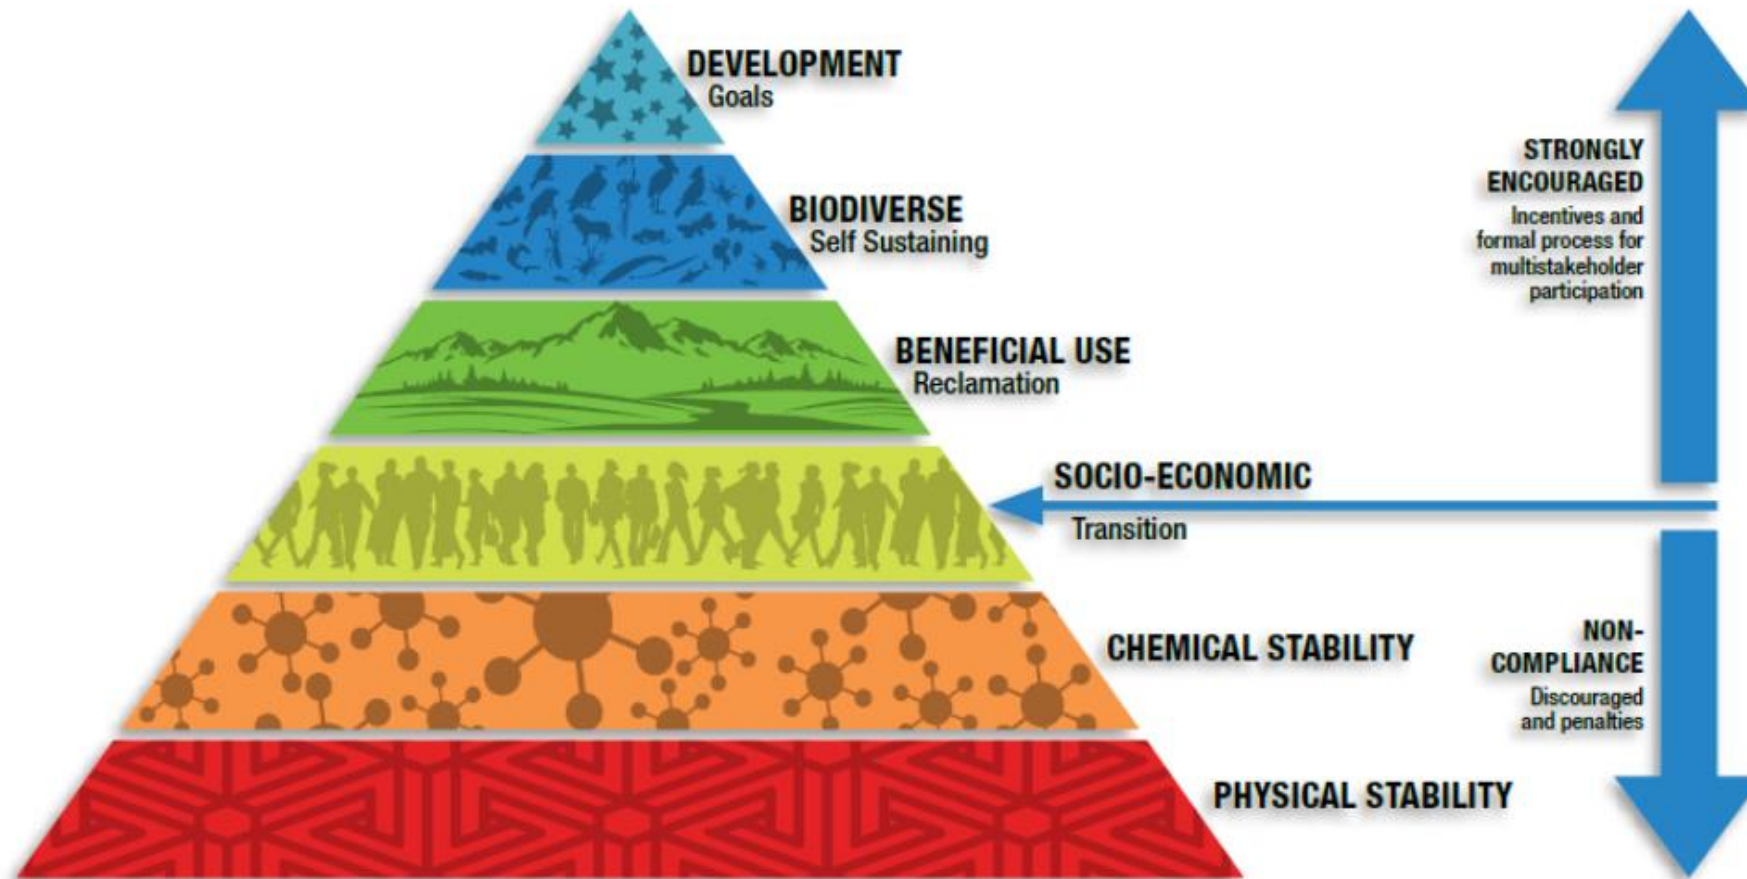 DEVELOPMENT
Goals
BIODIVERSE
Self Sustaining
BENEFICIAL USE
Reclamation
SOCIO-ECONOMIC
Transition
CHEMICAL STABILITY
PHYSICAL STABILITY
STRONGLY
ENCOURAGED
Incentives and
formal process for
multistakeholder
participation
NON-
COMPLIANCE
Discouraged
and penalties